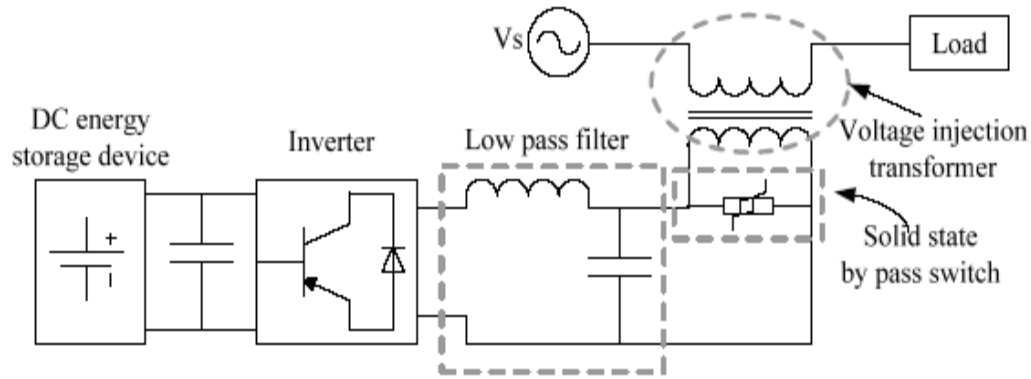 Vs
Load
DC energy
storage device
Inverter
Low pass filter
Voltage injection
transformer
Solid state
by pass switch
+